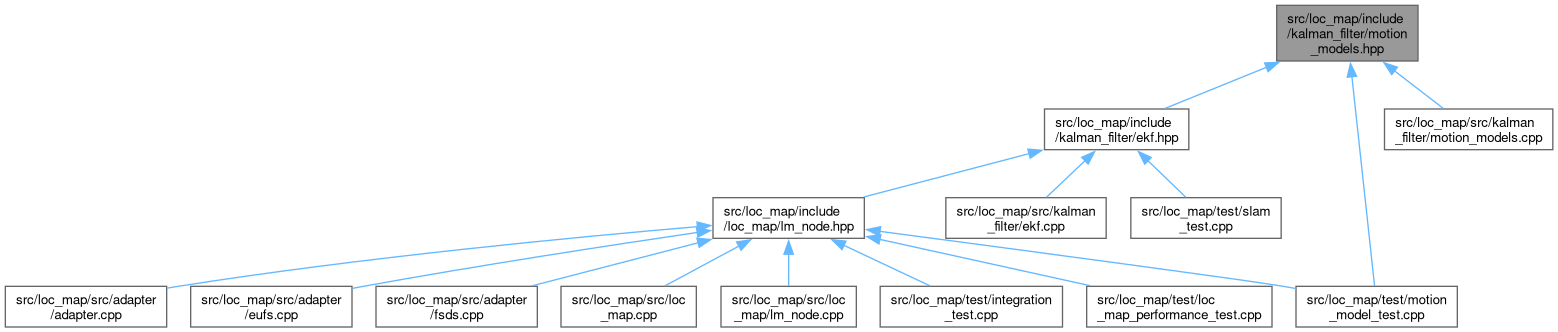 src/loc_map/include
/kalman_filter/motion
_models.hpp
src/loc_map/include
/kalman_filter/ekf.hpp
src/loc_map/src/kalman
_filter/motion_models.cpp
src/loc_map/include
/loc_map/lm_node.hpp
src/loc_map/src/kalman
_filter/ekf.cpp
src/loc_map/test/slam
_test.cpp
src/loc_map/src/adapter
/adapter.cpp
src/loc_map/src/adapter
/eufs.cpp
src/loc_map/src/adapter
/fsds.cpp
src/loc_map/src/loc
_map.cpp
src/loc_map/src/loc
_map/lm_node.cpp
src/loc_map/test/integration
_test.cpp
src/loc_map/test/loc
_map_performance_test.cpp
src/loc_map/test/motion
_model_test.cpp